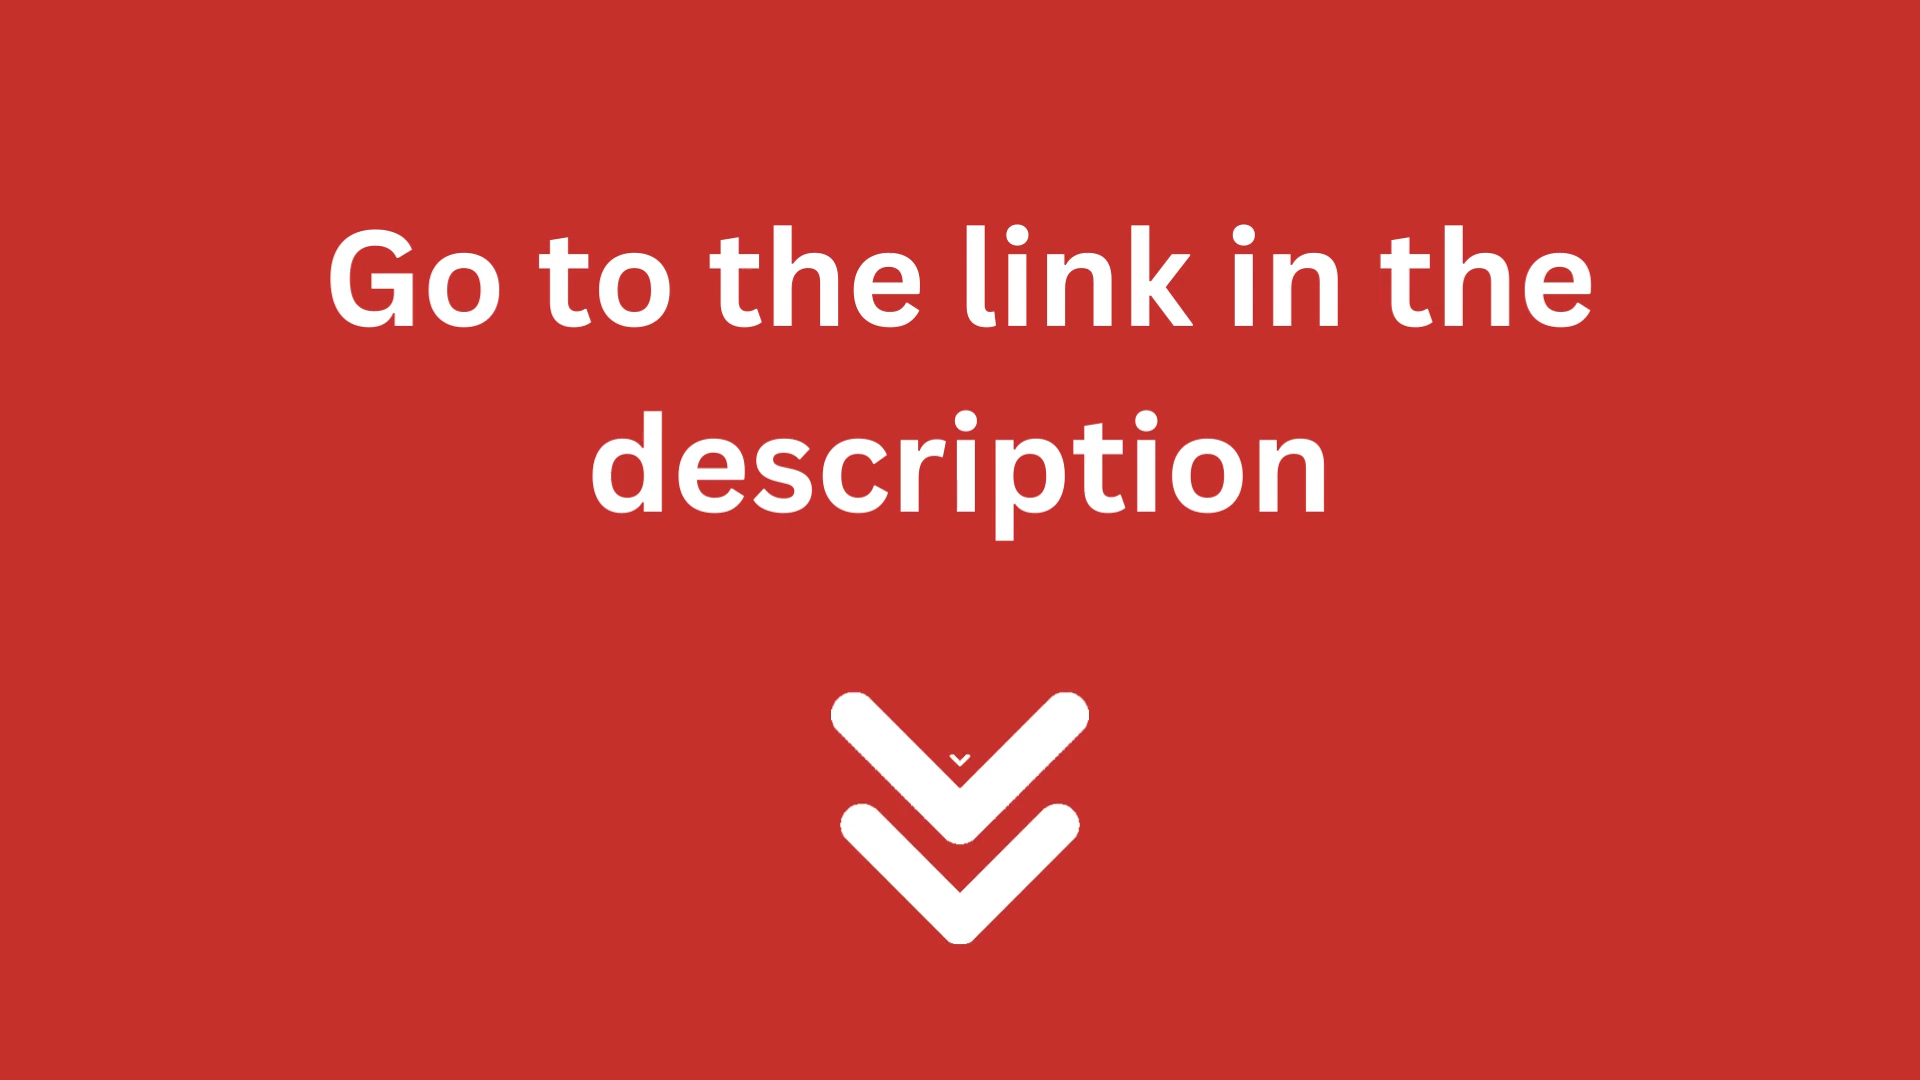 Go to the link in the
description